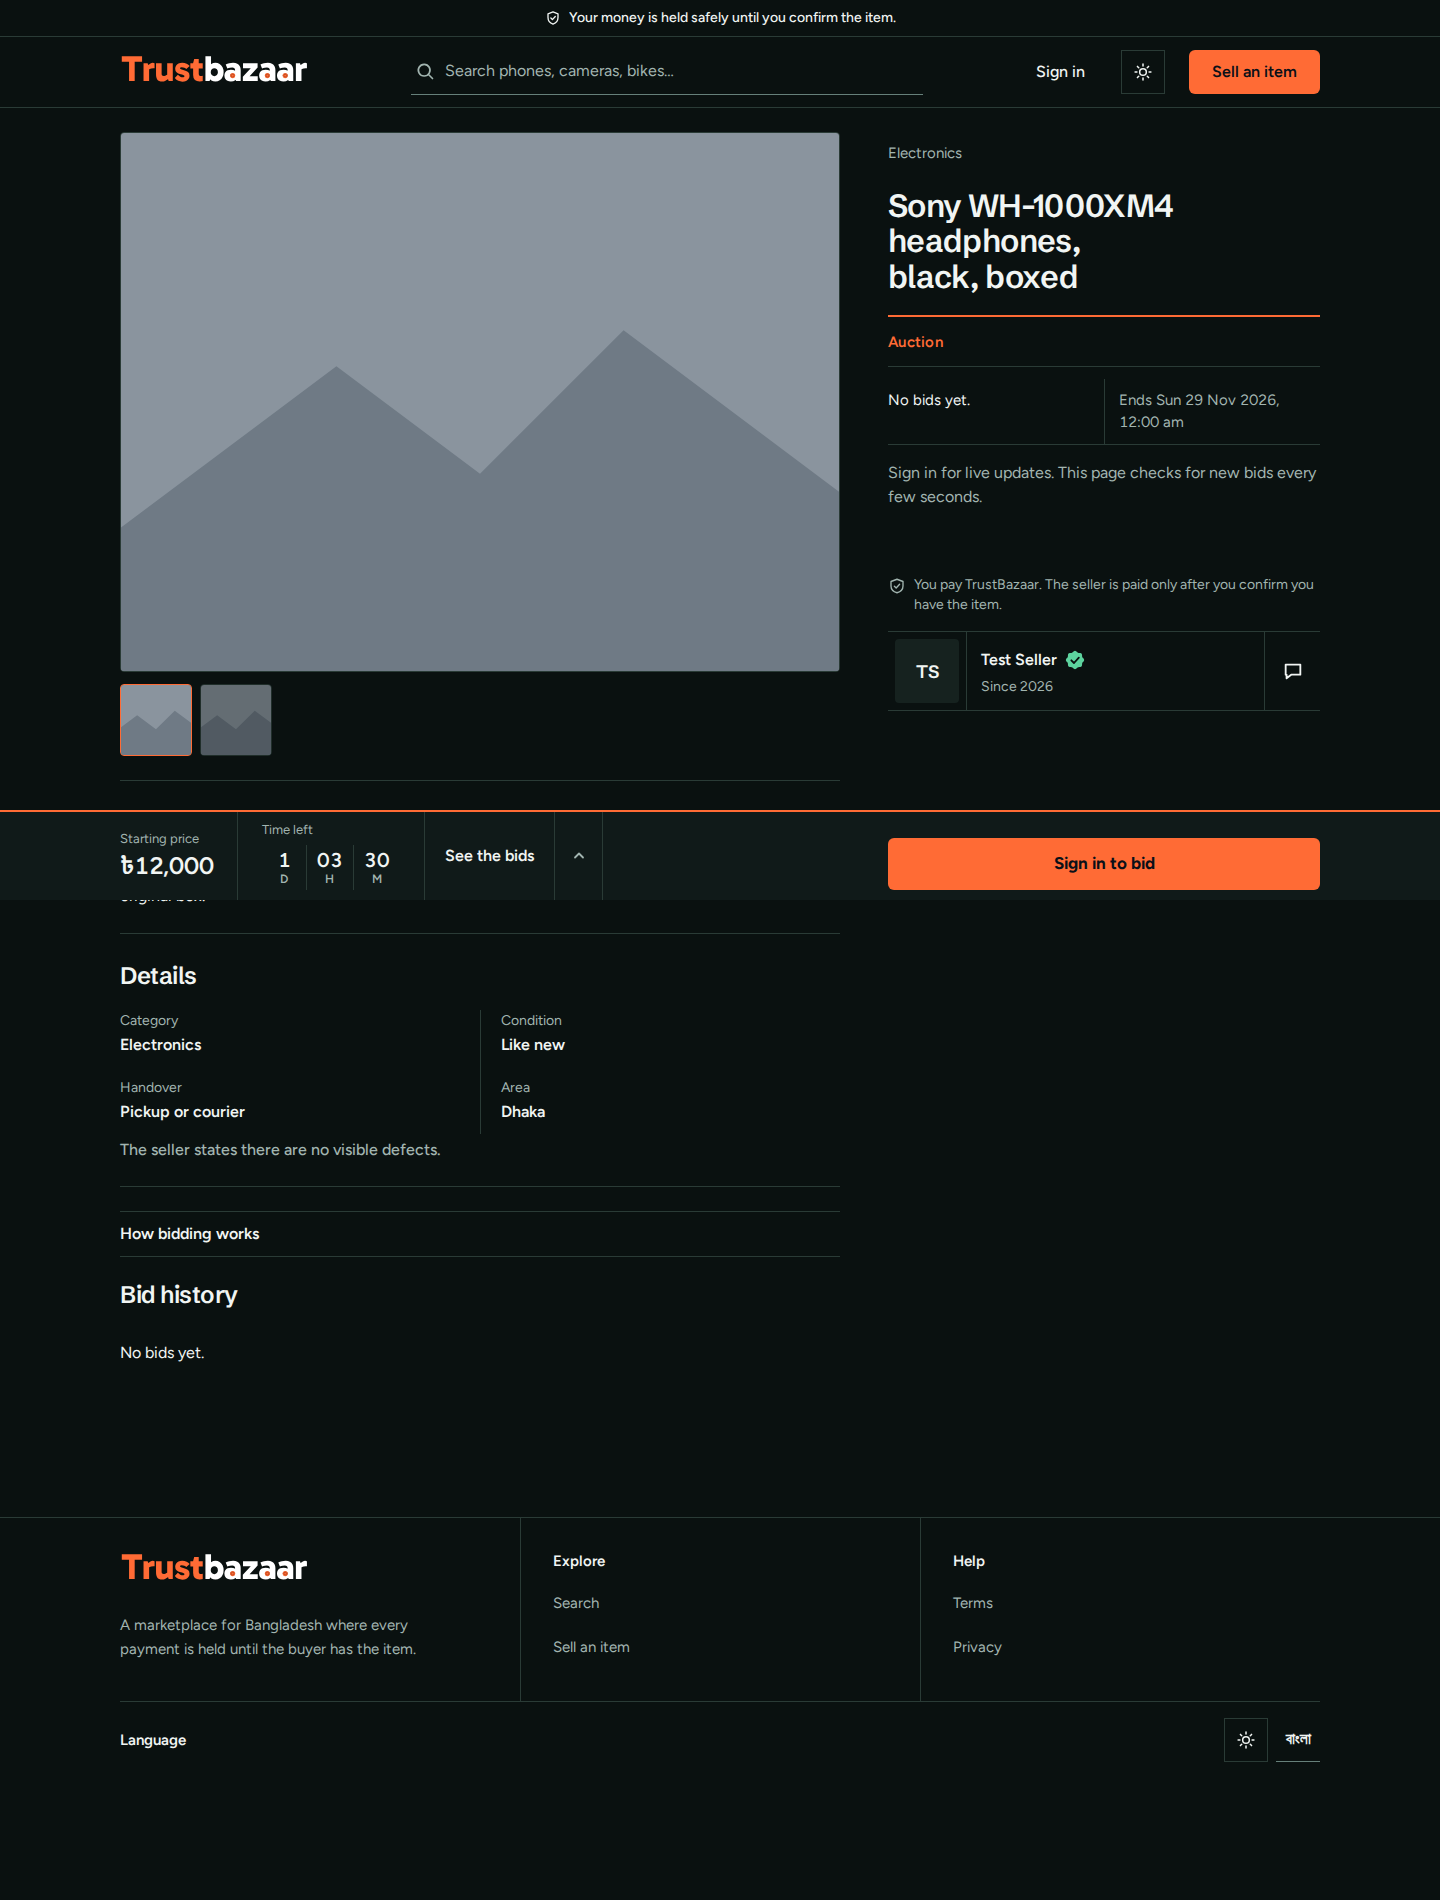 Your money is held safely until you confirm the item.
Trustbazaar
Search phones, cameras, bikes...
Sign in
Sell an item
Electronics
Sony WH-1000XM4
headphones,
black, boxed
Auction
No bids yet.
Ends Sun 29 Nov 2026,
12:00 am
Sign in for live updates. This page checks for new bids every
few seconds.
You pay TrustBazaar. The seller is paid only after you confirm you
have the item.
TS
Test Seller
Since 2026
Starting price
৳12,000
Time left
1 03 30
D H M
See the bids
Sign in to bid
Details
Category
Electronics
Condition
Like new
Handover
Pickup or courier
Area
Dhaka
The seller states there are no visible defects.
How bidding works
Bid history
No bids yet.
Trustbazaar
A marketplace for Bangladesh where every
payment is held until the buyer has the item.
Explore
Search
Sell an item
Help
Terms
Privacy
Language
বাংলা